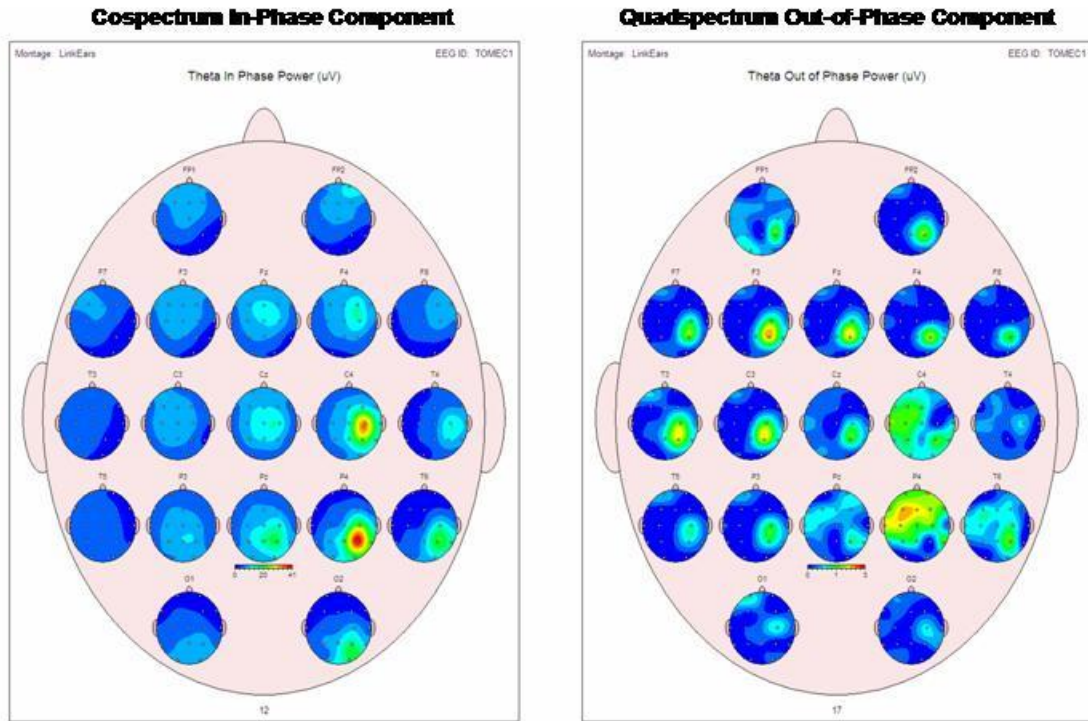 Cospectrum In-Phase Component
Montage: LinkEars EEG ID: TOMEC1
Theta In Phase Power (uV)
FP1 FP2
F7 F3 Fz F4 F8
T3 C3 Cz C4 T4
T5 P3 Pz P4 T6
0 20 41
O1 O2
12
Quadspectrum Out-of-Phase Component
Montage: LinkEars EEG ID: TOMEC1
Theta Out of Phase Power (uV)
FP1 FP2
F7 F3 Fz F4 F8
T3 C3 Cz C4 T4
T5 P3 Pz P4 T6
0 1 3
O1 O2
17